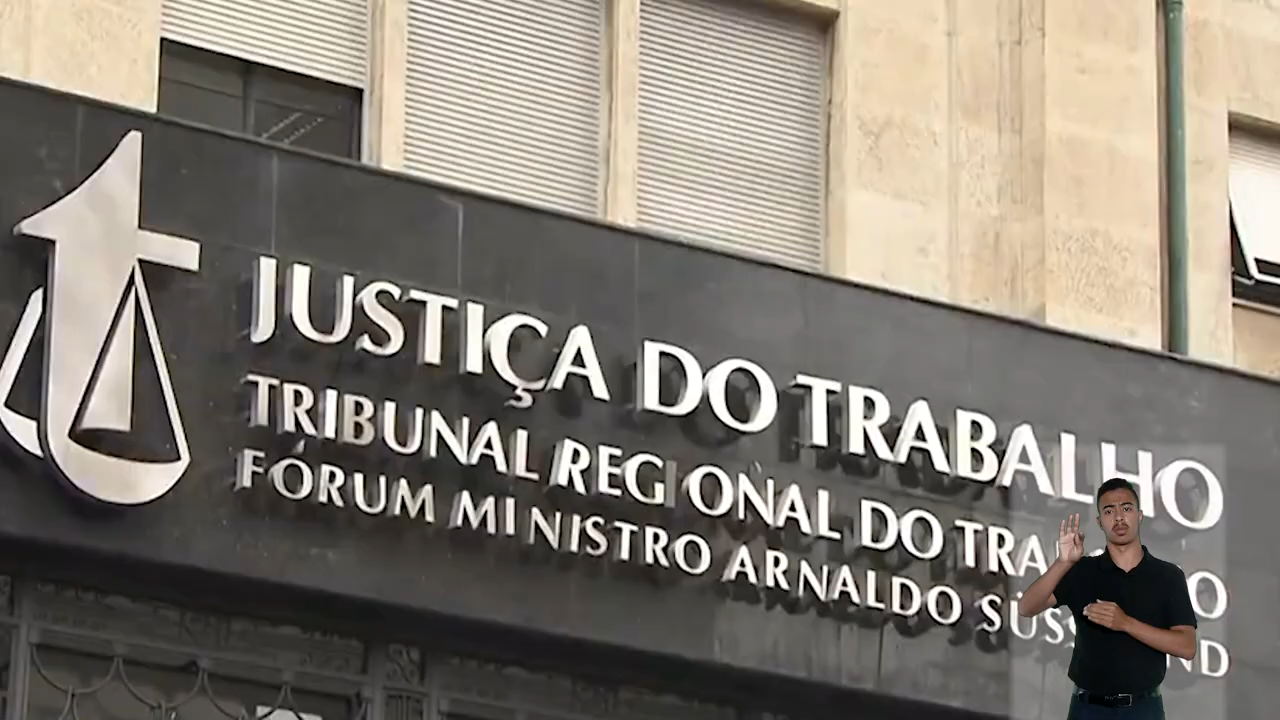 JUSTIÇA DO TRABALHO
TRIBUNAL REGIONAL DO
FÓRUM MINISTRO ARNALDO